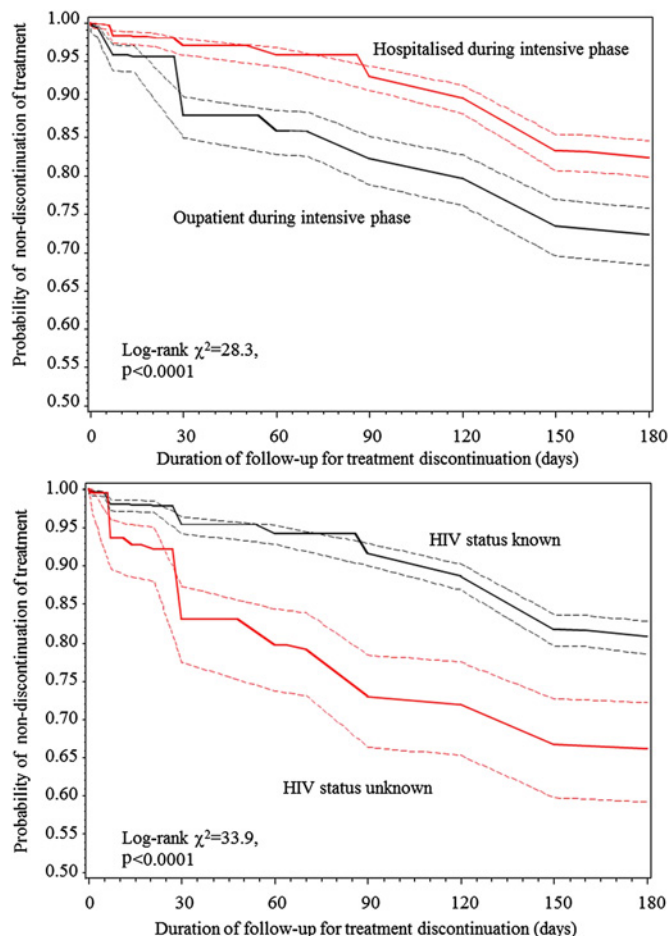 Probability of non-discontinuation of treatment
1.00
0.95
0.90
0.85
0.80
0.75
0.70
0.65
0.60
0.55
0.50
Hospitalised during intensive phase
Oupatient during intensive phase
Log-rank χ²=28.3,
p<0.0001
0 30 60 90 120 150 180
Duration of follow-up for treatment discontinuation (days)
Probability of non-discontinuation of treatment
1.00
0.95
0.90
0.85
0.80
0.75
0.70
0.65
0.60
0.55
0.50
HIV status known
HIV status unknown
Log-rank χ²=33.9,
p<0.0001
0 30 60 90 120 150 180
Duration of follow-up for treatment discontinuation (days)